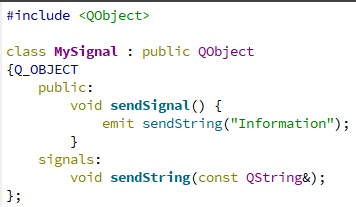 #include <QObject>

class MySignal : public QObject
{Q_OBJECT
    public:
        void sendSignal() {
            emit sendString("Information");
        }
    signals:
        void sendString(const QString&);
};